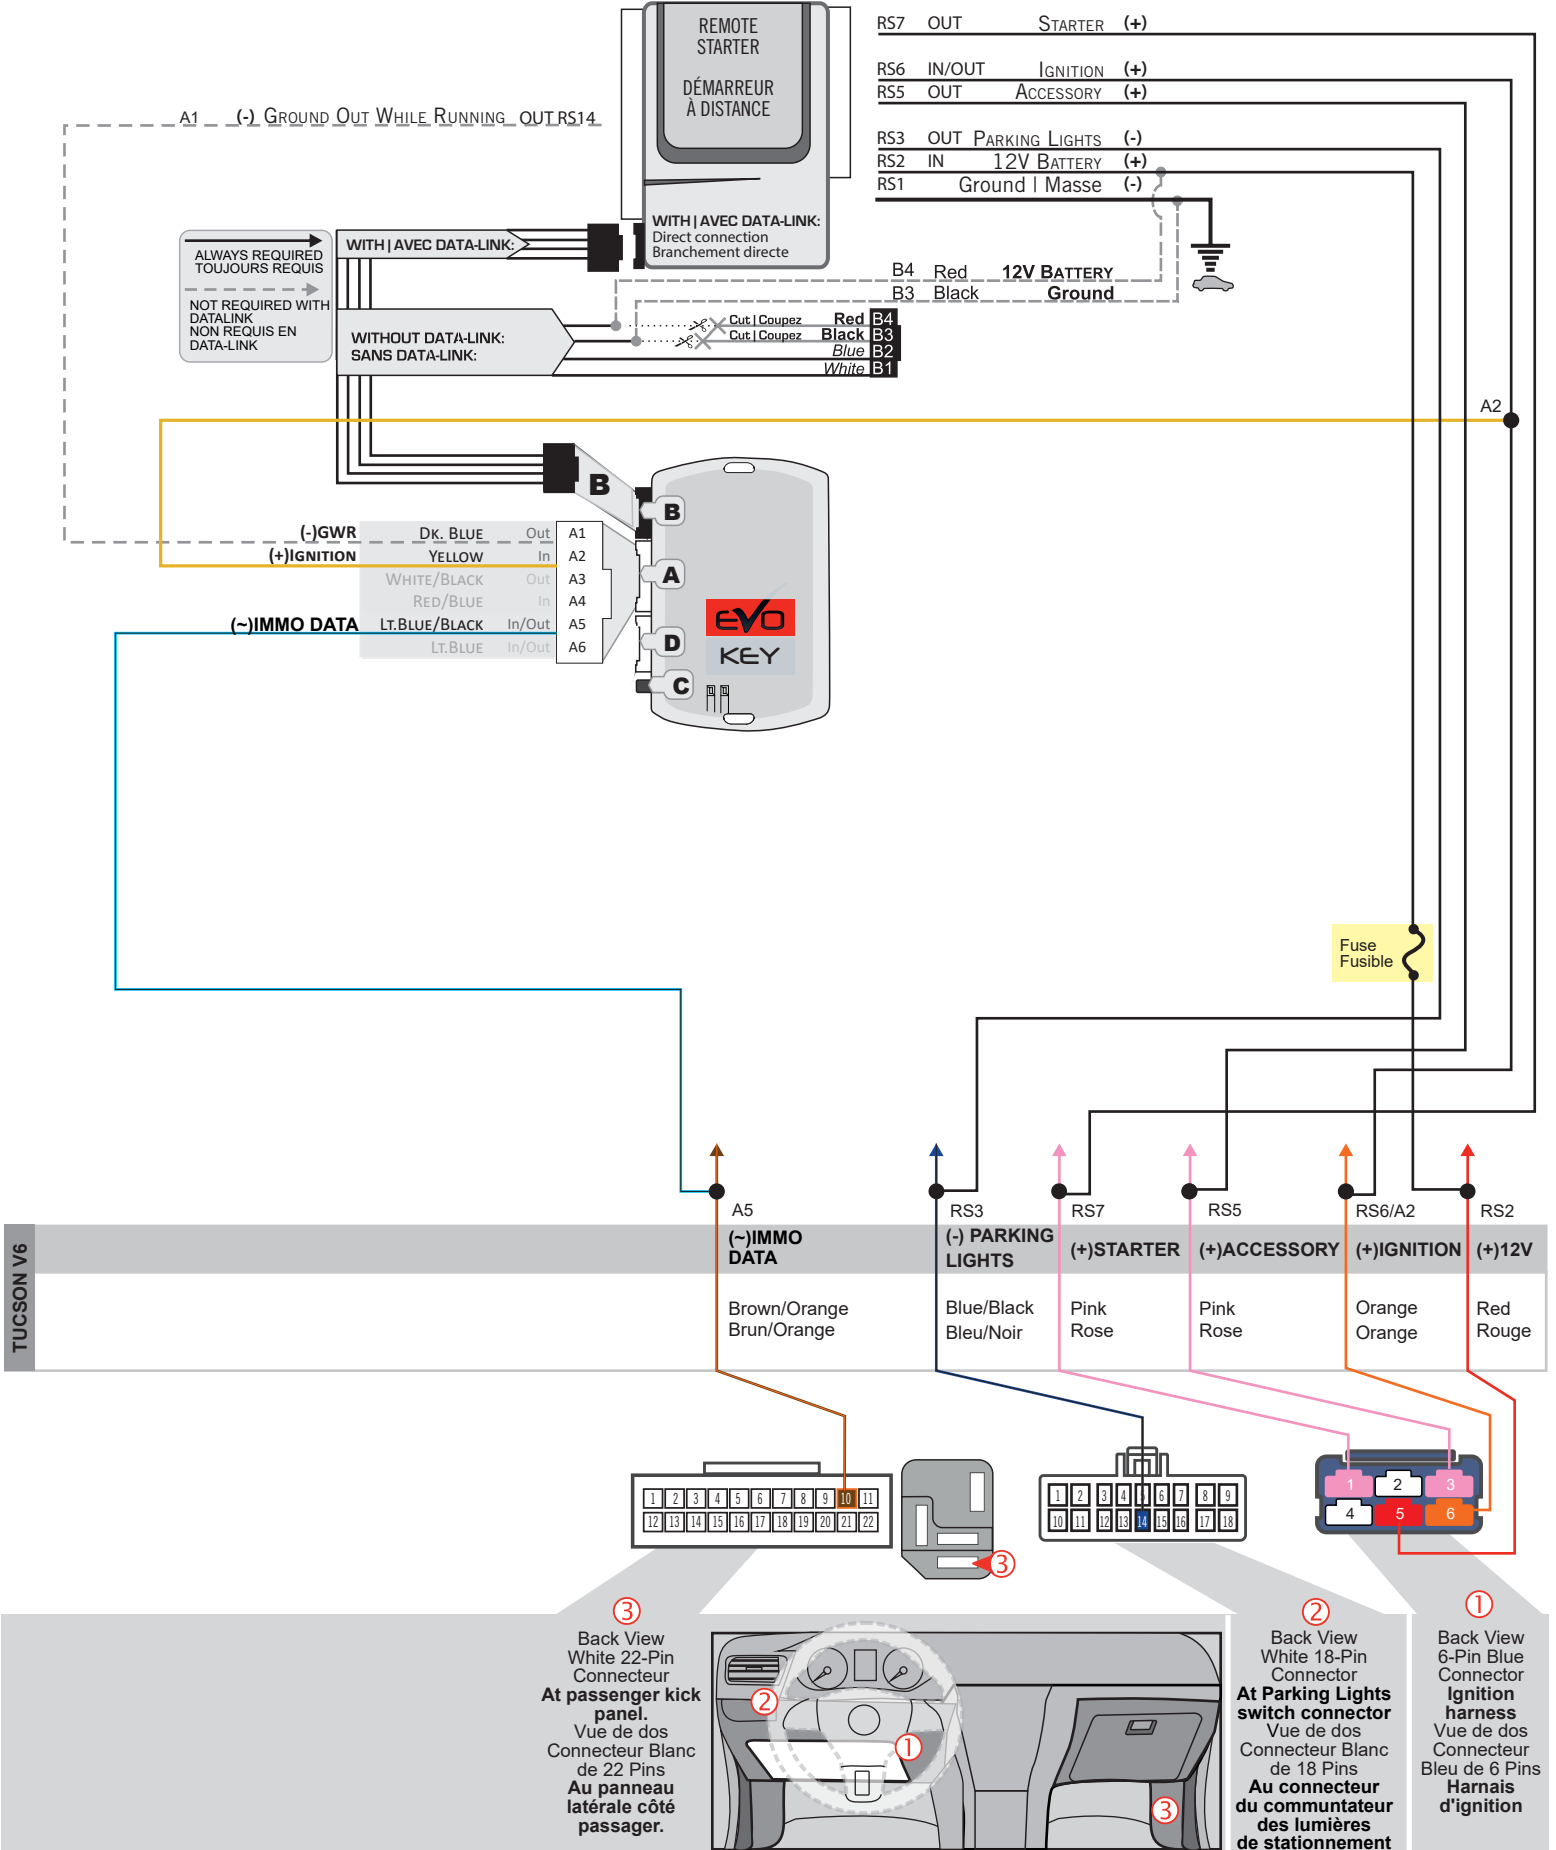 REMOTE
STARTER
DÉMARREUR
À DISTANCE
RS7 OUT STARTER (+)
RS6 IN/OUT IGNITION (+)
RS5 OUT ACCESSORY (+)
RS3 OUT PARKING LIGHTS (-)
RS2 IN 12V BATTERY (+)
RS1 Ground | Masse (-)
A1 (-) GROUND OUT WHILE RUNNING OUT RS14
WITH | AVEC DATA-LINK:
Direct connection
Branchement directe
ALWAYS REQUIRED
TOUJOURS REQUIS
NOT REQUIRED WITH
DATALINK
NON REQUIS EN
DATA-LINK
WITH | AVEC DATA-LINK:
B4 Red 12V BATTERY
B3 Black Ground
WITHOUT DATA-LINK:
SANS DATA-LINK:
Cut | Coupez Red B4
Cut | Coupez Black B3
Blue B2
White B1
A2
B
B
A
D
C
EVO
KEY
(-)GWR DK. BLUE Out A1
(+)IGNITION YELLOW In A2
WHITE/BLACK Out A3
RED/BLUE In A4
(~)IMMO DATA LT.BLUE/BLACK In/Out A5
LT.BLUE In/Out A6
Fuse
Fusible
A5 RS3 RS7 RS5 RS6/A2 RS2
TUCSON V6
(~)IMMO
DATA
(-) PARKING
LIGHTS
(+)STARTER
(+)ACCESSORY
(+)IGNITION
(+)12V
Brown/Orange
Brun/Orange
Blue/Black
Bleu/Noir
Pink
Rose
Pink
Rose
Orange
Orange
Red
Rouge
1 2 3 4 5 6 7 8 9 10 11
12 13 14 15 16 17 18 19 20 21 22
3
1 2 3 4 5 6 7 8 9
10 11 12 13 14 15 16 17 18
1 2 3
4 5 6
3
Back View
White 22-Pin
Connecteur
At passenger kick
panel.
Vue de dos
Connecteur Blanc
de 22 Pins
Au panneau
latérale côté
passager.
2
1
3
2
Back View
White 18-Pin
Connector
At Parking Lights
switch connector
Vue de dos
Connecteur Blanc
de 18 Pins
Au connecteur
du communtateur
des lumières
de stationnement
1
Back View
6-Pin Blue
Connector
Ignition
harness
Vue de dos
Connecteur
Bleu de 6 Pins
Harnais
d'ignition